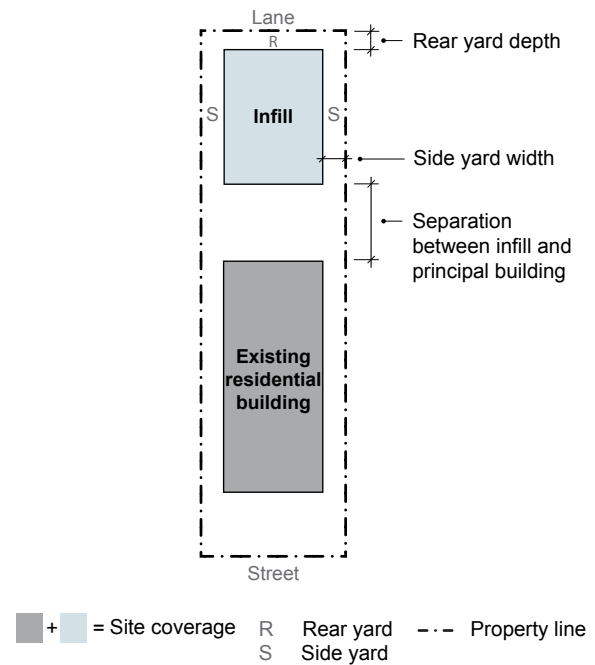 Lane
R
Rear yard depth
S
Infill
S
Side yard width
Separation
between infill and
principal building
Existing
residential
building
Street
+ = Site coverage
R Rear yard
Property line
S Side yard